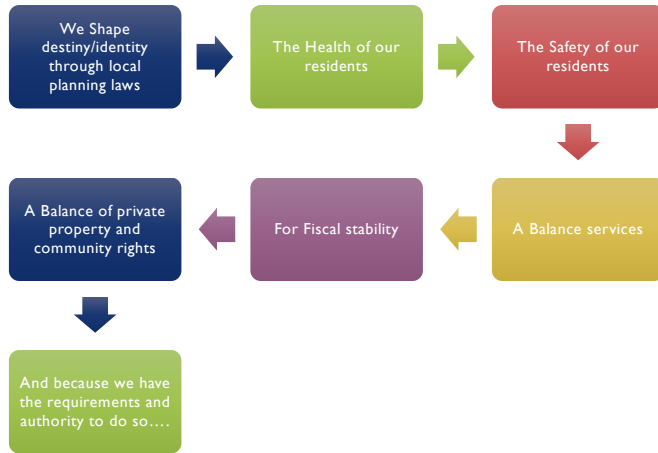 We Shape
destiny/identity
through local
planning laws
The Health of our
residents
The Safety of our
residents
A Balance services
For Fiscal stability
A Balance of private
property and
community rights
And because we have
the requirements and
authority to do so....